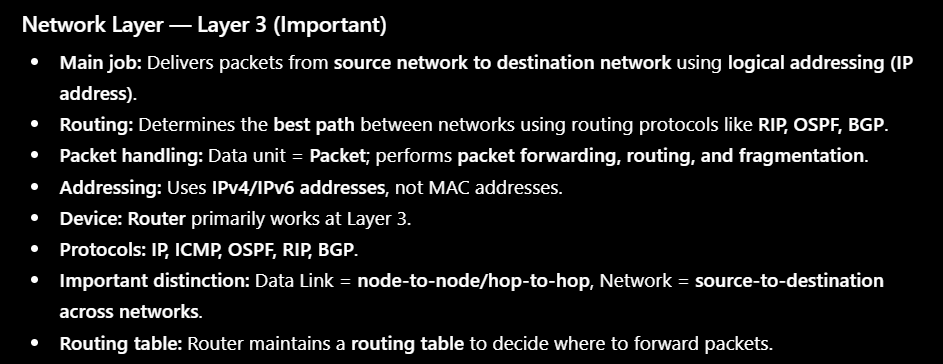 Network Layer — Layer 3 (Important)
• Main job: Delivers packets from source network to destination network using logical addressing (IP
address).
• Routing: Determines the best path between networks using routing protocols like RIP, OSPF, BGP.
• Packet handling: Data unit = Packet; performs packet forwarding, routing, and fragmentation.
• Addressing: Uses IPv4/IPv6 addresses, not MAC addresses.
• Device: Router primarily works at Layer 3.
• Protocols: IP, ICMP, OSPF, RIP, BGP.
• Important distinction: Data Link = node-to-node/hop-to-hop, Network = source-to-destination
across networks.
• Routing table: Router maintains a routing table to decide where to forward packets.